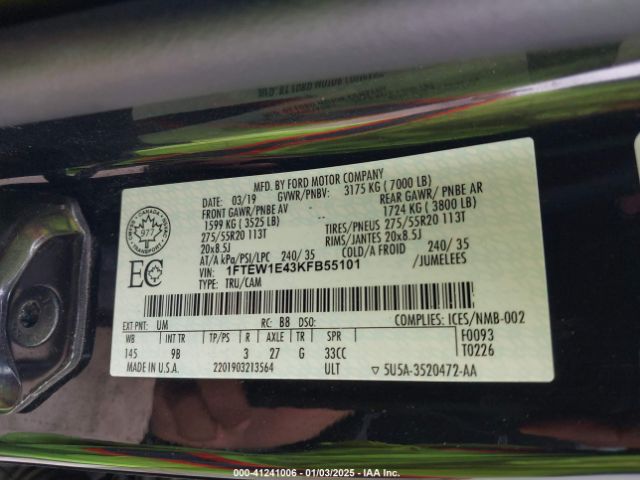 MFD. BY FORD MOTOR COMPANY
DATE: 03/19 GVWR/PNBV: 3175 KG ( 7000 LB)
FRONT GAWR/PNBE AV REAR GAWR/PNBE AR
1599 KG ( 3525 LB) 1724 KG ( 3800 LB)
275/55R20 113T TIRES/PNEUS 275/55R20 113T
20x8.5J RIMS/JANTES 20x8.5J
AT/A kPa/PSI/LPC 240/ 35 COLD/A FROID 240/ 35
VIN: 1FTEW1E43KFB55101 /JUMELEES
TYPE: TRU/CAM
CANADA
977
EC
EXT PNT: UM RC: B8 DSO: COMPLIES: ICES/NMB-002
WB INT TR TP/PS R AXLE TR SPR F0093
145 9B 3 27 G 33CC T0226
MADE IN U.S.A. 2201903213564 ULT 5U5A-3520472-AA
000-41241006 - 01/03/2025 - IAA Inc.